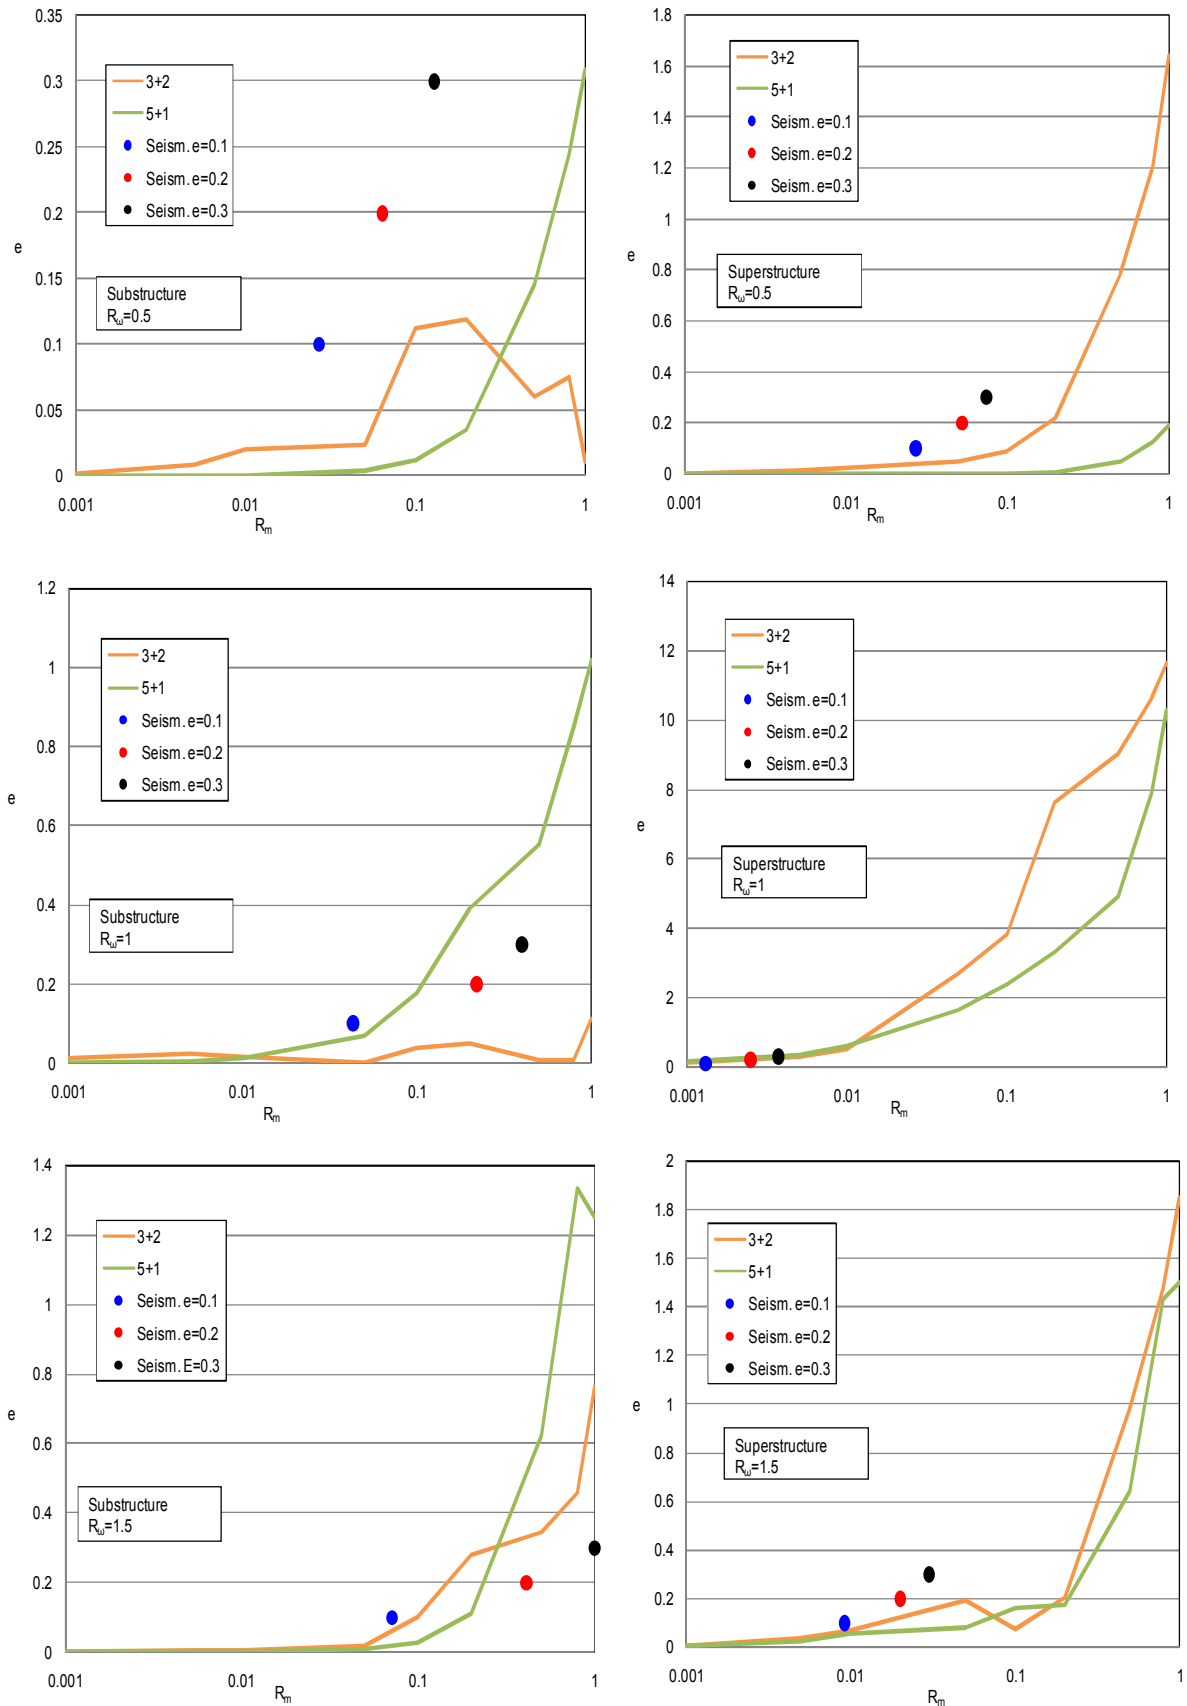 0.35
0.3
0.25
0.2
0.15
0.1
0.05
0
e
3+2
5+1
Seism. e=0.1
Seism. e=0.2
Seism. e=0.3
Substructure
Rω=0.5
0.001
0.01
0.1
1
Rm
1.8
1.6
1.4
1.2
1
0.8
0.6
0.4
0.2
0
e
3+2
5+1
Seism. e=0.1
Seism. e=0.2
Seism. e=0.3
Superstructure
Rω=0.5
0.001
0.01
0.1
1
Rm
1.2
1
0.8
0.6
0.4
0.2
0
e
3+2
5+1
Seism. e=0.1
Seism. e=0.2
Seism. e=0.3
Substructure
Rω=1
0.001
0.01
0.1
1
Rm
14
12
10
8
6
4
2
0
e
3+2
5+1
Seism. e=0.1
Seism. e=0.2
Seism. e=0.3
Superstructure
Rω=1
0.001
0.01
0.1
1
Rm
1.4
1.2
1
0.8
0.6
0.4
0.2
0
e
3+2
5+1
Seism. e=0.1
Seism. e=0.2
Seism. E=0.3
Substructure
Rω=1.5
0.001
0.01
0.1
1
Rm
2
1.8
1.6
1.4
1.2
1
0.8
0.6
0.4
0.2
0
e
3+2
5+1
Seism. e=0.1
Seism. e=0.2
Seism. e=0.3
Superstructure
Rω=1.5
0.001
0.01
0.1
1
Rm